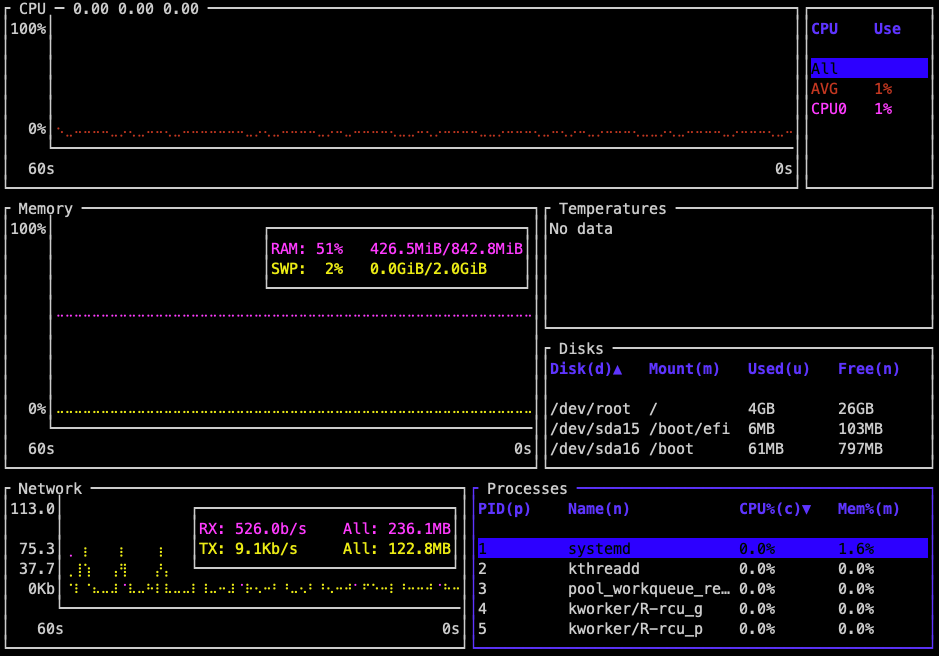 CPU — 0.00 0.00 0.00
100%
0%
60s 0s
CPU Use
All
AVG 1%
CPU0 1%
Memory
100%
RAM: 51% 426.5MiB/842.8MiB
SWP: 2% 0.0GiB/2.0GiB
0%
60s 0s
Temperatures
No data
Disks
Disk(d)▲ Mount(m) Used(u) Free(n)
/dev/root / 4GB 26GB
/dev/sda15 /boot/efi 6MB 103MB
/dev/sda16 /boot 61MB 797MB
Network
113.0
RX: 526.0b/s All: 236.1MB
TX: 9.1Kb/s All: 122.8MB
75.3
37.7
0Kb
60s 0s
Processes
PID(p) Name(n) CPU%(c)▼ Mem%(m)
1 systemd 0.0% 1.6%
2 kthreadd 0.0% 0.0%
3 pool_workqueue_re… 0.0% 0.0%
4 kworker/R-rcu_g 0.0% 0.0%
5 kworker/R-rcu_p 0.0% 0.0%